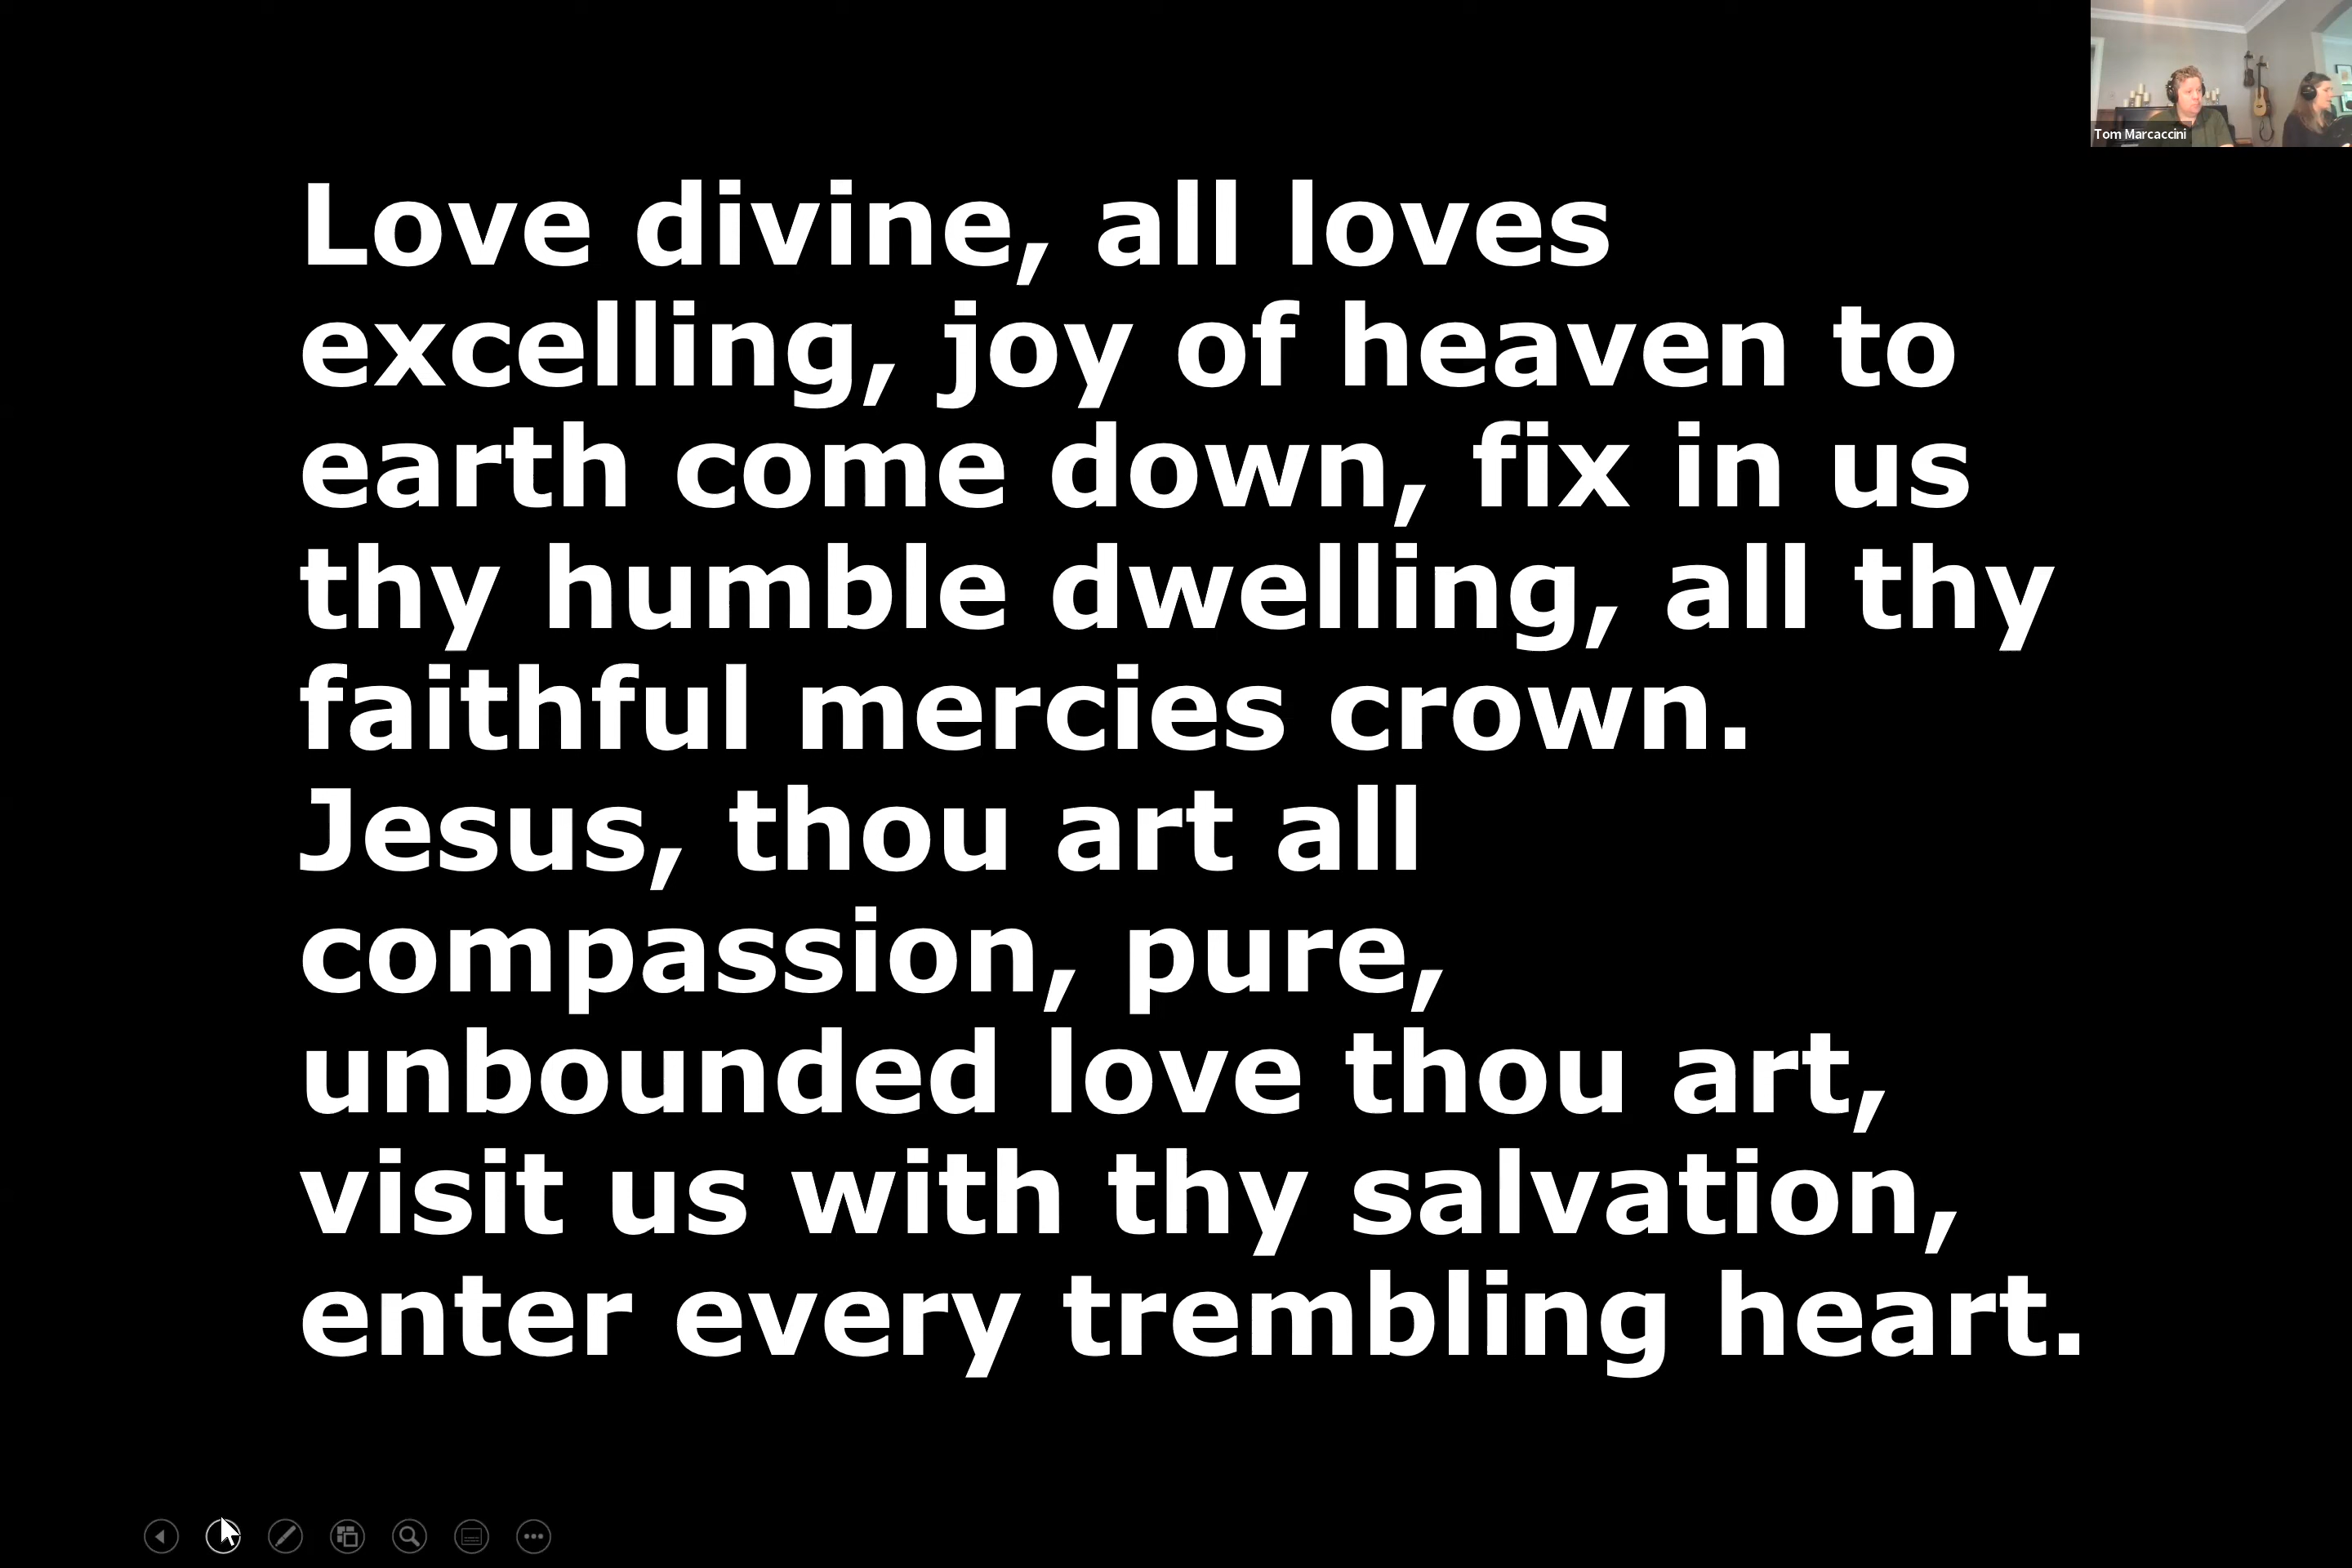 Tom Marcaccini
Love divine, all loves
excelling, joy of heaven to
earth come down, fix in us
thy humble dwelling, all thy
faithful mercies crown.
Jesus, thou art all
compassion, pure,
unbounded love thou art,
visit us with thy salvation,
enter every trembling heart.